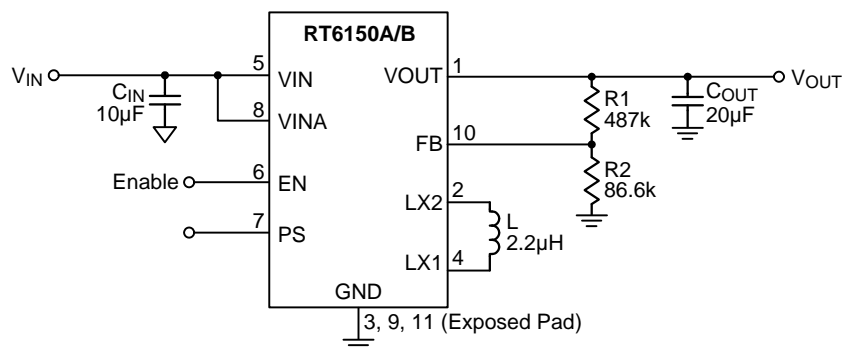 RT6150A/B
VIN
5
VIN
VOUT
1
VOUT
CIN
10µF
R1
487k
COUT
20µF
8
VINA
FB
10
R2
86.6k
Enable
6
EN
LX2
2
L
2.2µH
7
PS
LX1
4
GND
3, 9, 11 (Exposed Pad)